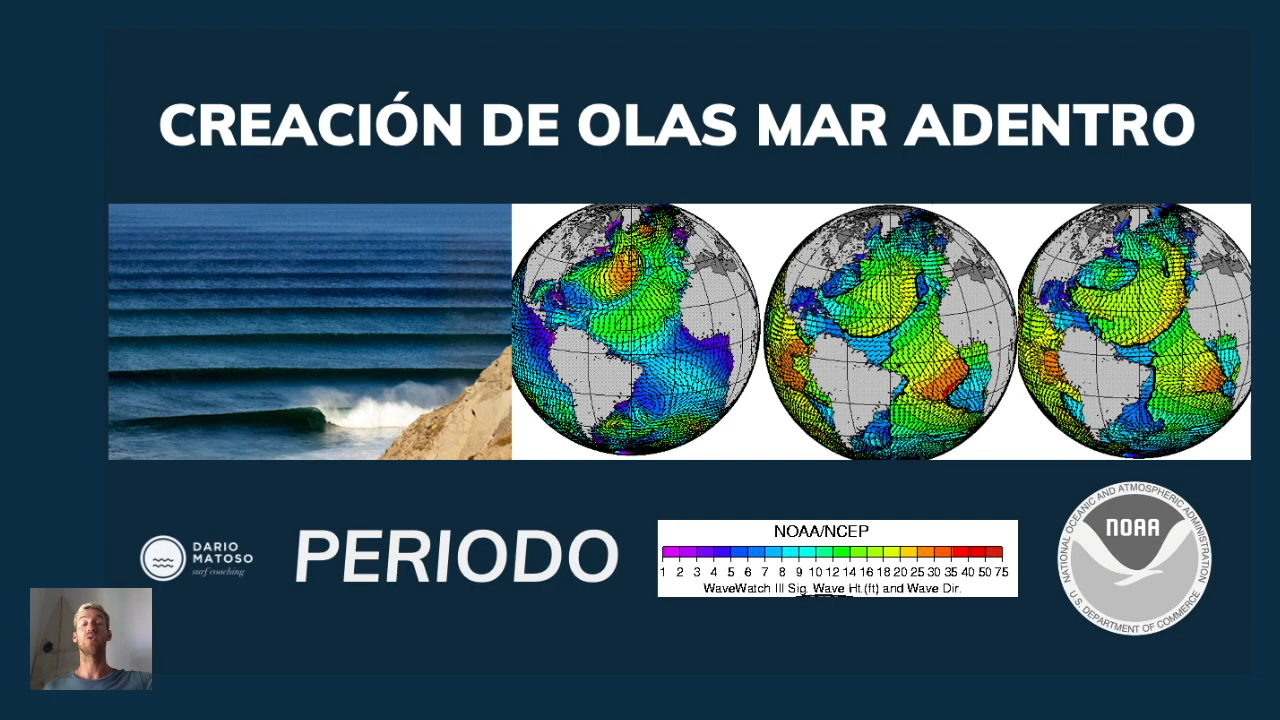 CREACIÓN DE OLAS MAR ADENTRO
DARIO
MATOSO
surf coaching
PERIODO
NOAA/NCEP
1 2 3 4 5 6 7 8 9 10 12 14 16 18 20 25 30 35 40 50 75
WaveWatch III Sig. Wave Ht.(ft) and Wave Dir.
NATIONAL OCEANIC AND ATMOSPHERIC ADMINISTRATION
NOAA
U.S. DEPARTMENT OF COMMERCE